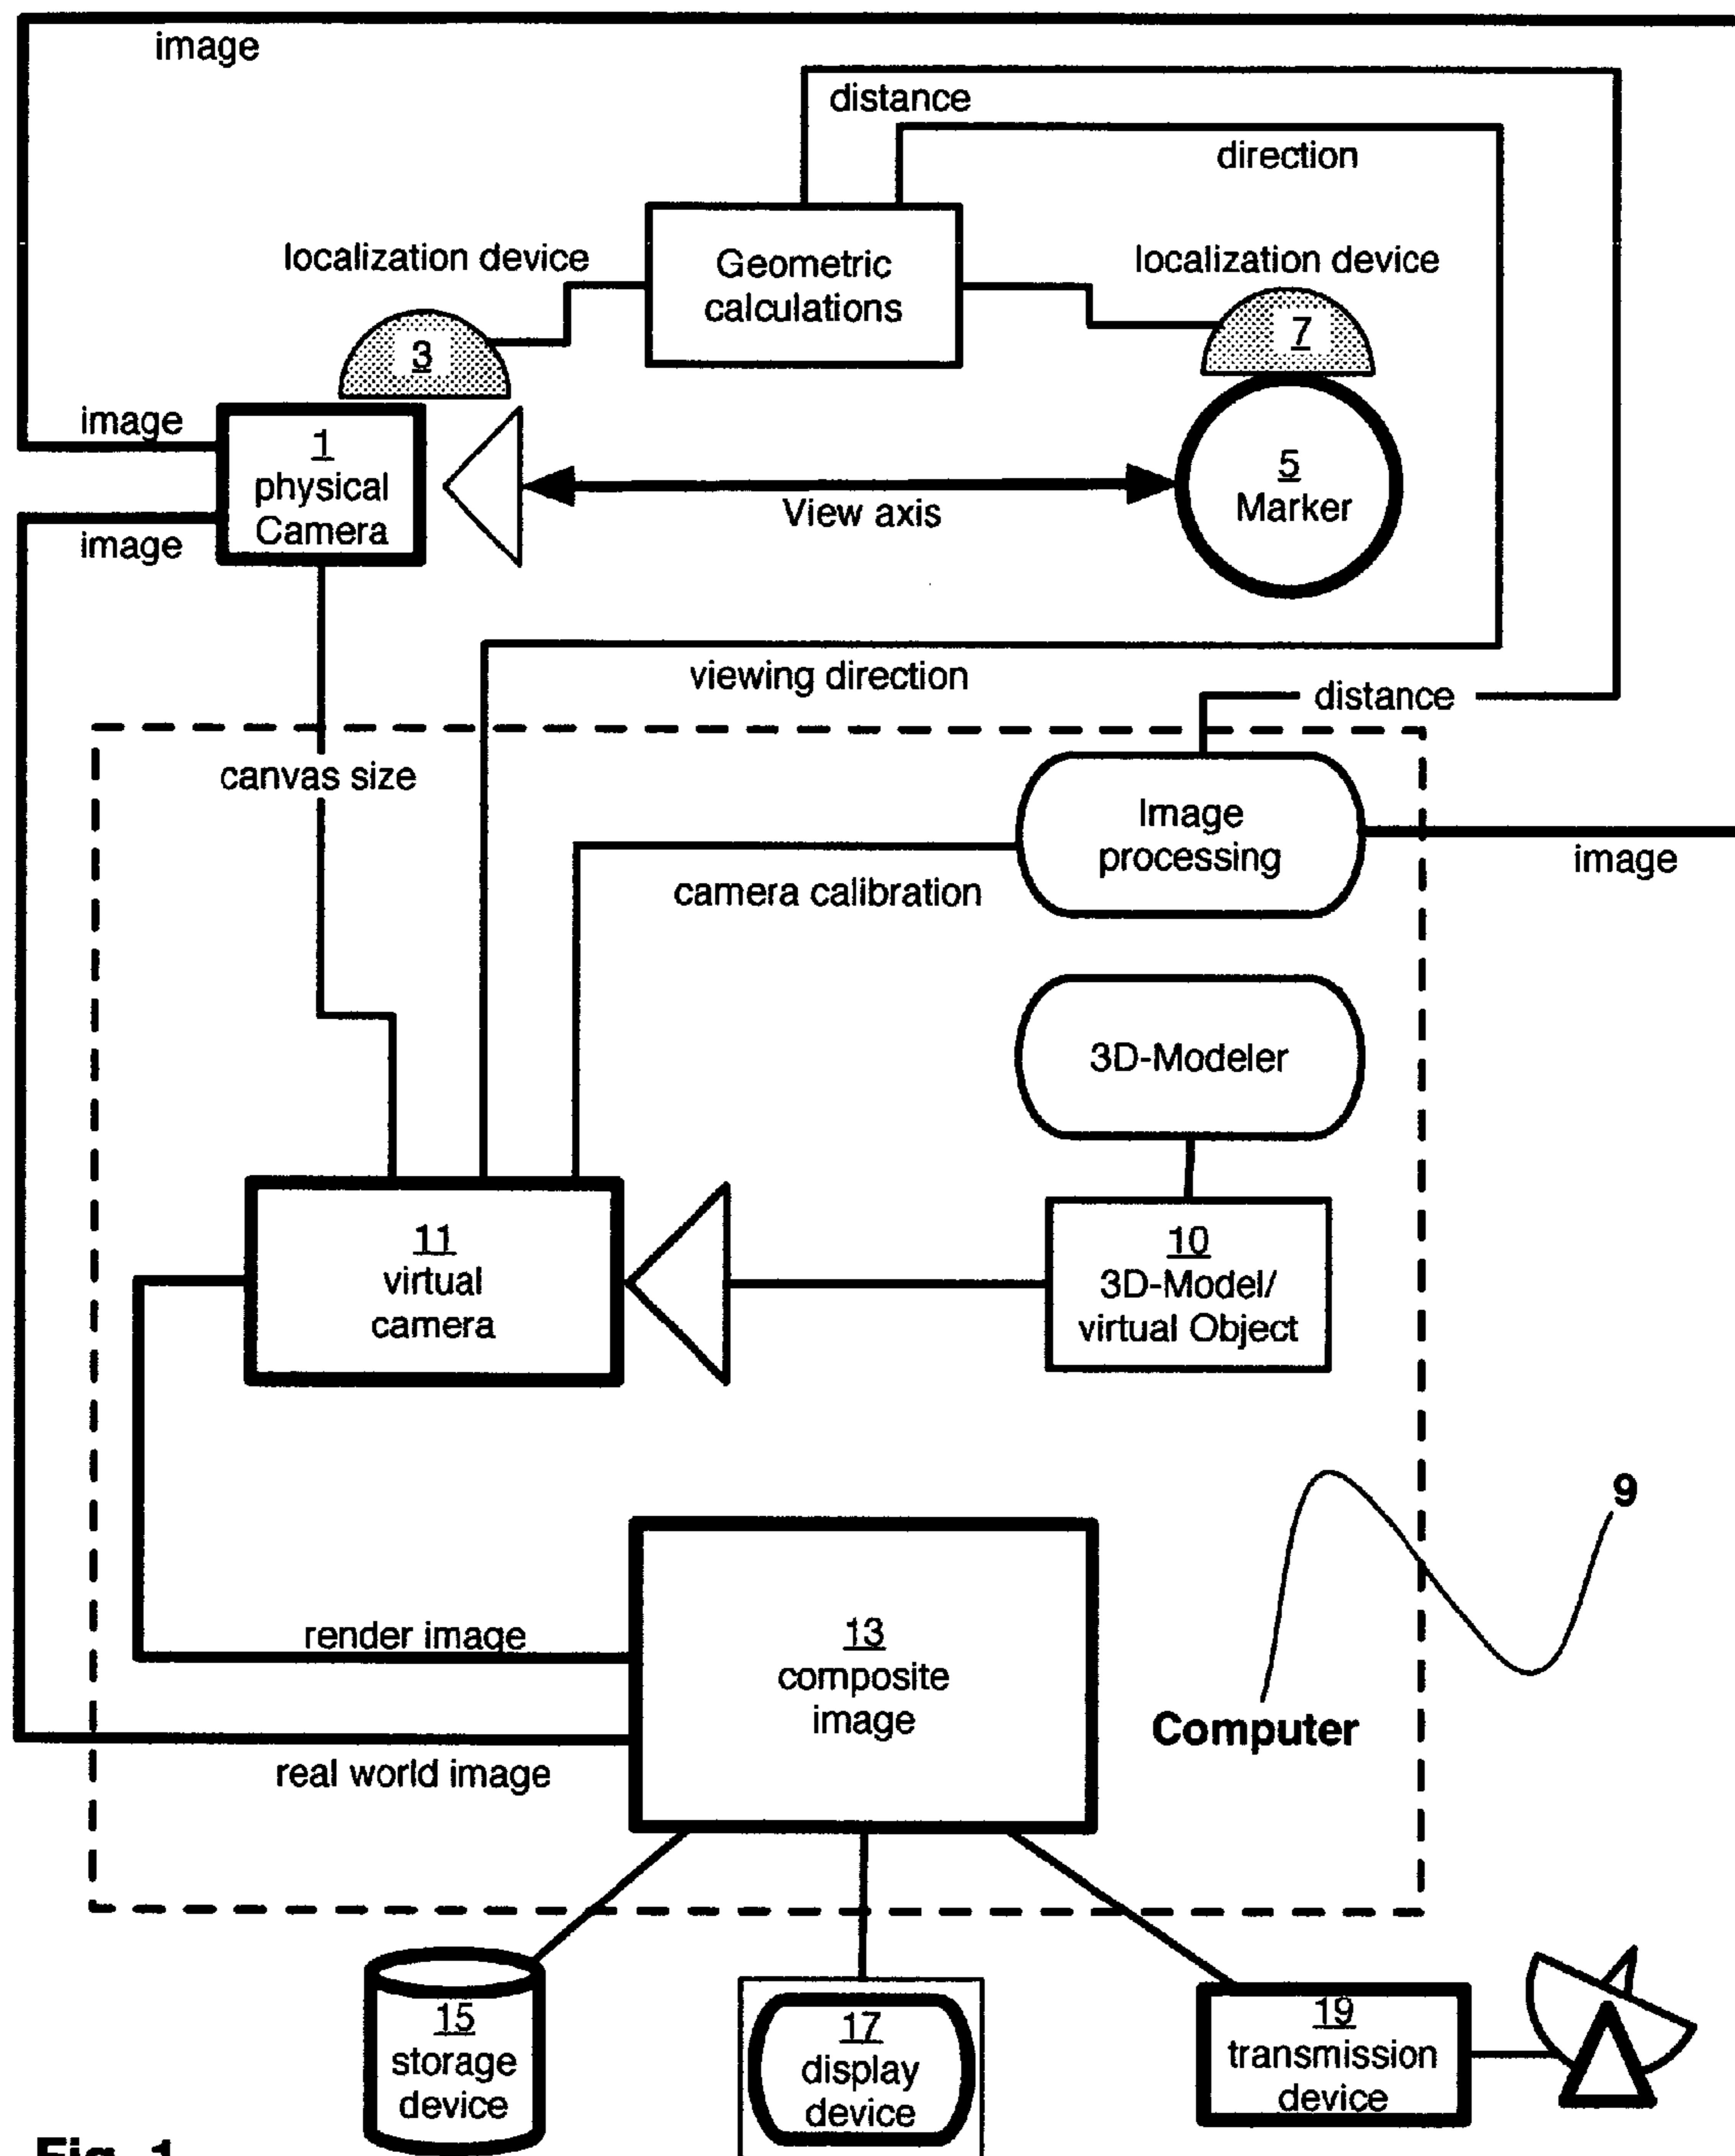 image
distance
direction
localization device
Geometric
calculations
localization device
3
7
image
1
physical
Camera
image
View axis
5
Marker
viewing direction
distance
canvas size
Image
processing
image
camera calibration
3D-Modeler
11
virtual
camera
10
3D-Model/
virtual Object
9
render image
13
composite
image
Computer
real world image
15
storage
device
17
display
device
19
transmission
device
Fig. 1